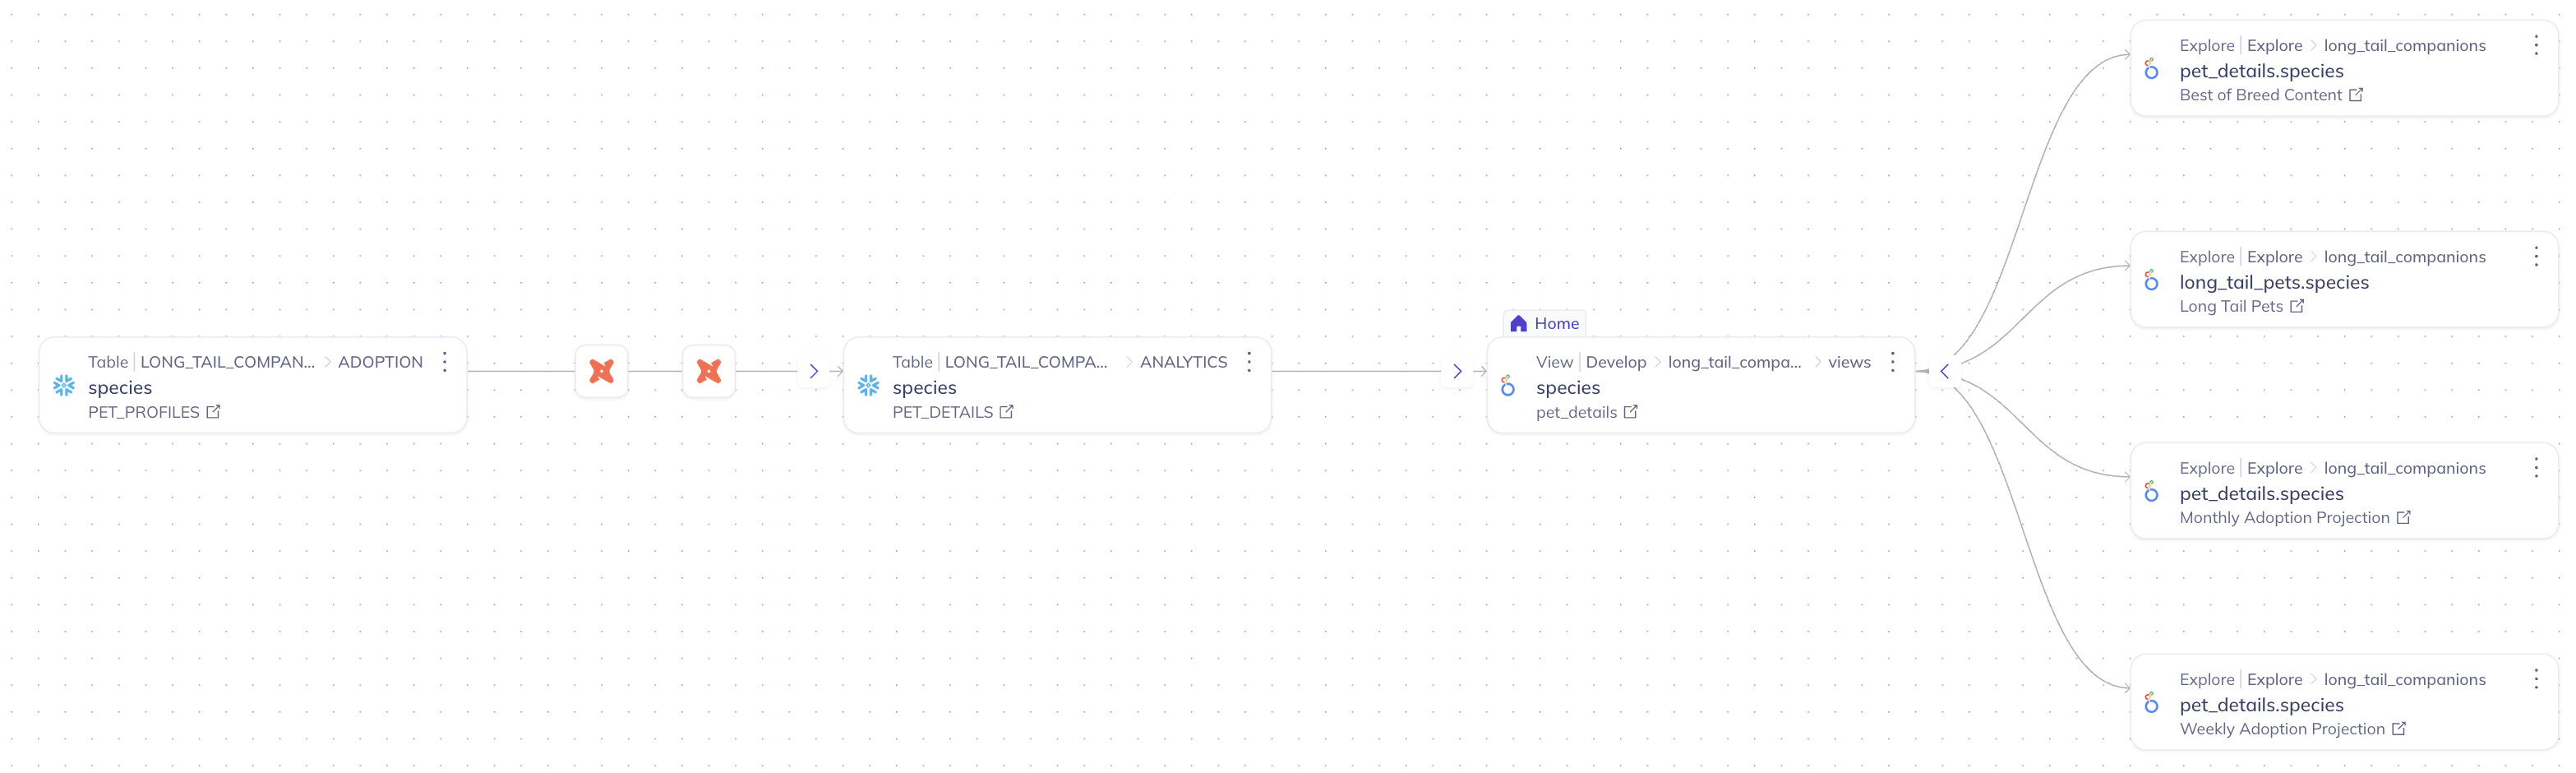 Table | LONG_TAIL_COMPAN... > ADOPTION
species
PET_PROFILES
Table | LONG_TAIL_COMPA... > ANALYTICS
species
PET_DETAILS
Home
View | Develop > long_tail_compa... > views
species
pet_details
Explore | Explore > long_tail_companions
pet_details.species
Best of Breed Content
Explore | Explore > long_tail_companions
long_tail_pets.species
Long Tail Pets
Explore | Explore > long_tail_companions
pet_details.species
Monthly Adoption Projection
Explore | Explore > long_tail_companions
pet_details.species
Weekly Adoption Projection